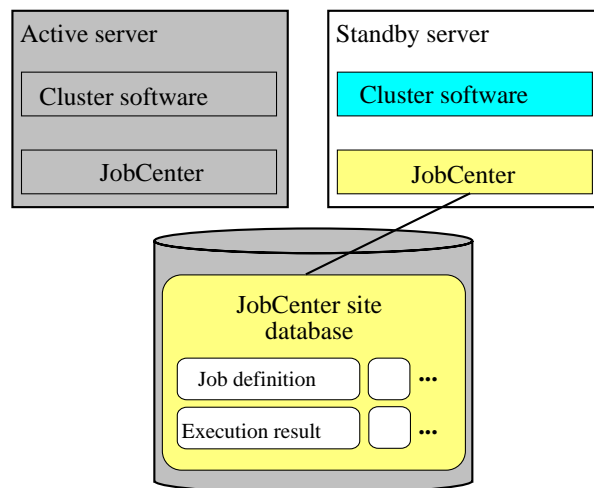 Active server
Cluster software
JobCenter
Standby server
Cluster software
JobCenter
JobCenter site
database
Job definition ...
Execution result ...